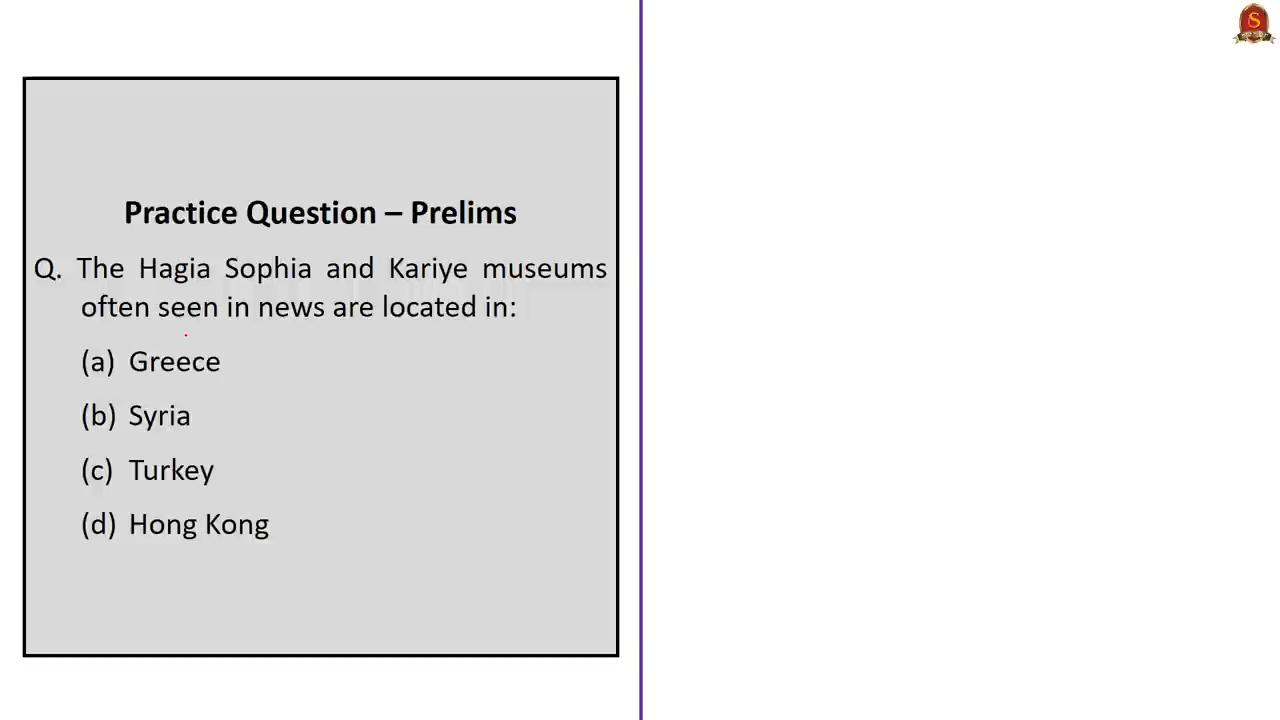 S
Practice Question – Prelims
Q. The Hagia Sophia and Kariye museums
often seen in news are located in:
(a) Greece
(b) Syria
(c) Turkey
(d) Hong Kong